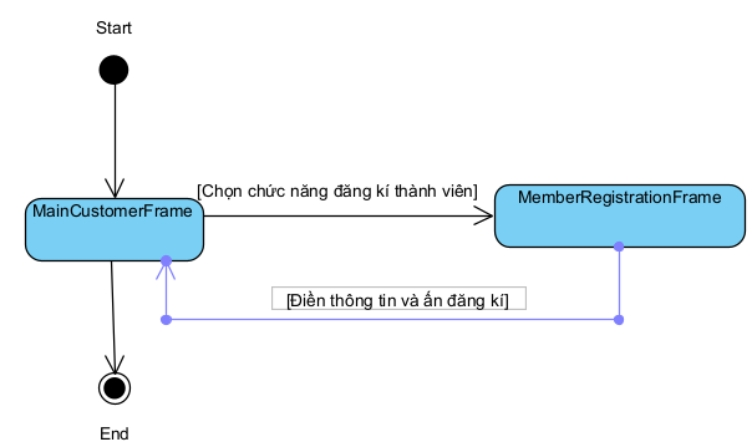 Start
[Chọn chức năng đăng kí thành viên]
MainCustomerFrame
MemberRegistrationFrame
[Điền thông tin và ấn đăng kí]
End